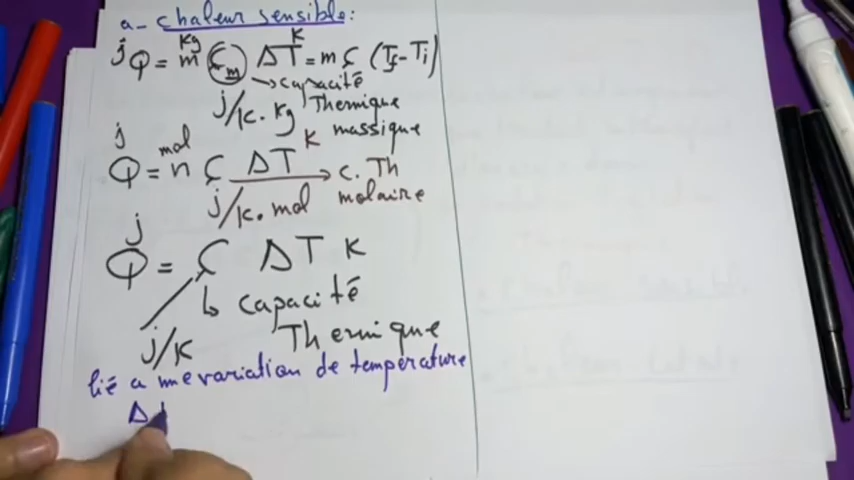 a - chaleur sensible:
j Q = m kg Cm ΔT K = m C (Tf - Ti)
→ capacité
j/K. Kg Thermique
massique
j Q = n mol C ΔT K → c. Th
j/K. mol molaire
j Q = C ΔT K
↳ capacité
j/K Thermique
lié a une variation de température
Δ